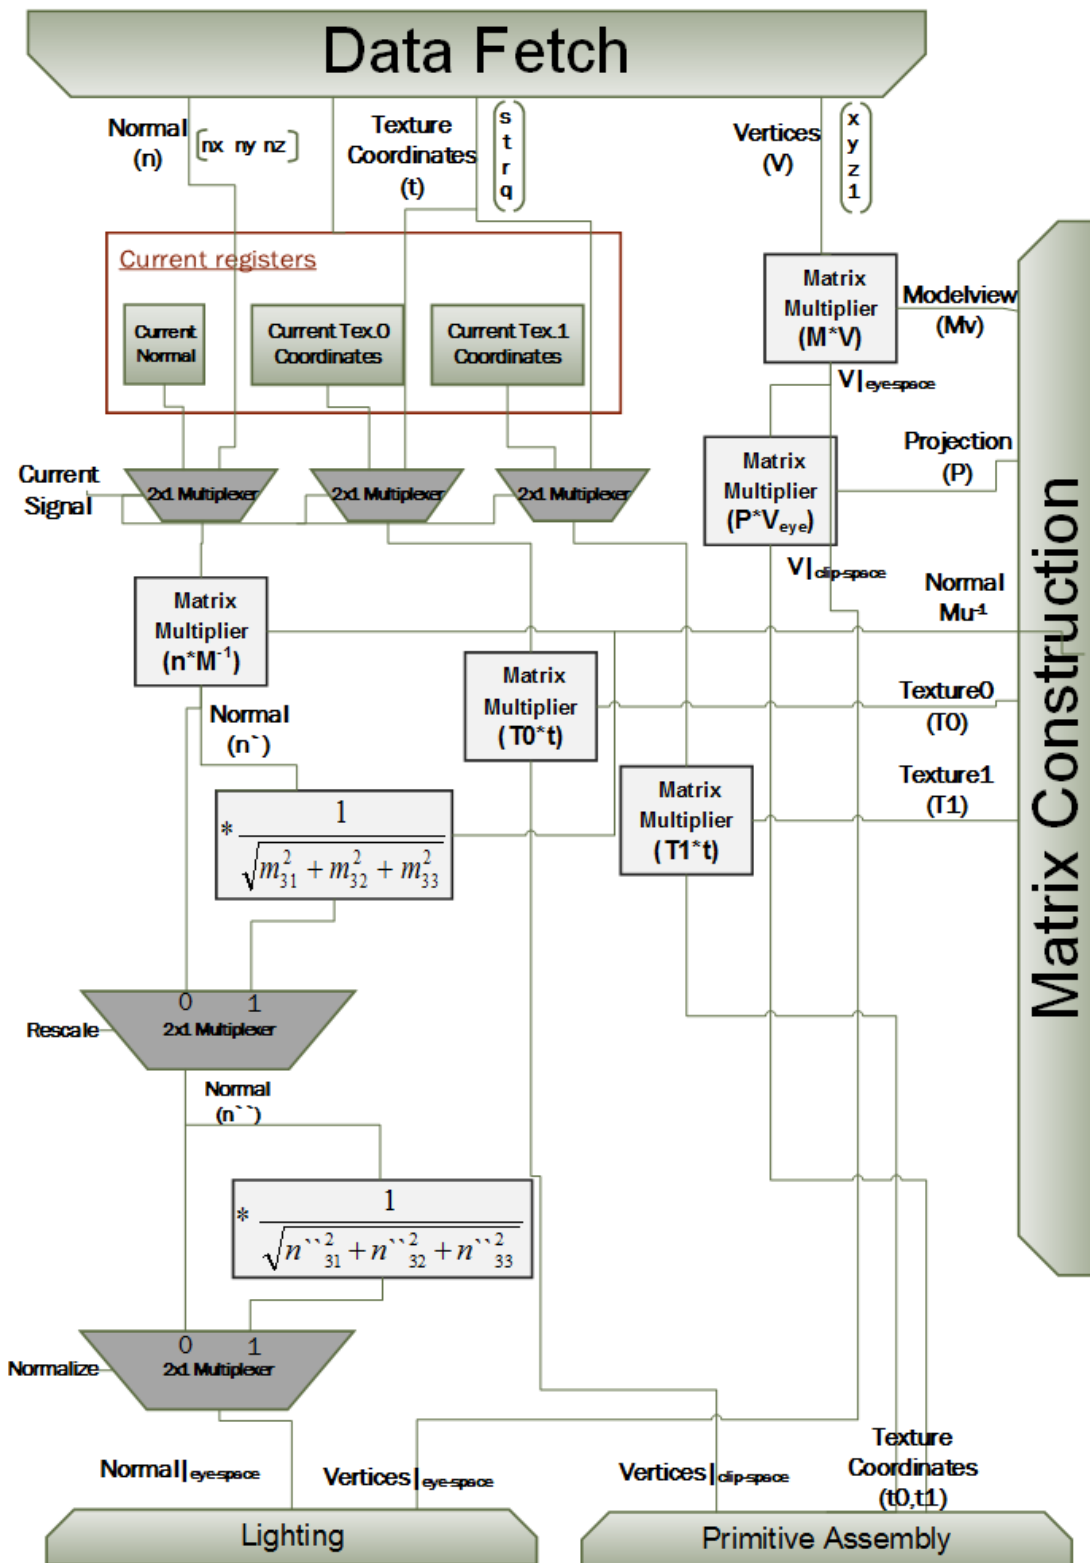 Data Fetch
Normal
(n)
[nx ny nz]
Texture
Coordinates
(t)
s
t
r
q
Vertices
(V)
x
y
z
1
Current registers
Current
Normal
Current Tex.0
Coordinates
Current Tex.1
Coordinates
Matrix
Multiplier
(M*V)
Modelview
(Mv)
V|eye-space
Current
Signal
2x1 Multiplexer
2x1 Multiplexer
2x1 Multiplexer
Matrix
Multiplier
(P*Veye)
Projection
(P)
V|clip-space
Matrix
Multiplier
(n*M⁻¹)
Normal
Mu⁻¹
Matrix Construction
Matrix
Multiplier
(T0*t)
Texture0
(T0)
Normal
(n`)
Matrix
Multiplier
(T1*t)
Texture1
(T1)
* 1 / √(m²₃₁ + m²₃₂ + m²₃₃)
0 1
Rescale
2x1 Multiplexer
Normal
(n``)
* 1 / √(n``²₃₁ + n``²₃₂ + n``²₃₃)
0 1
Normalize
2x1 Multiplexer
Normal|eye-space
Vertices|eye-space
Vertices|clip-space
Texture
Coordinates
(t0,t1)
Lighting
Primitive Assembly